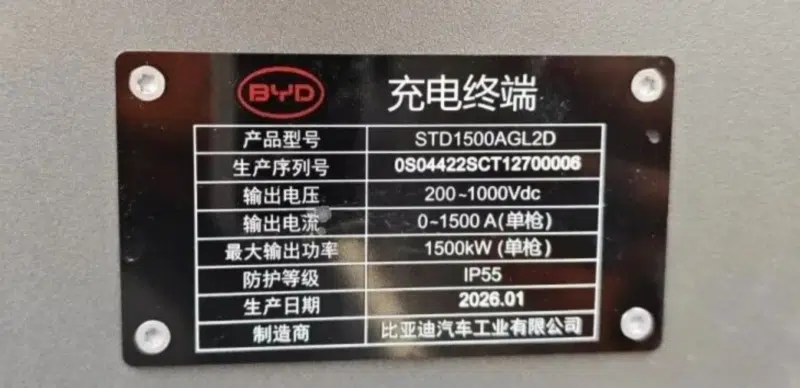 BYD 充电终端
产品型号 STD1500AGL2D
生产序列号 0S04422SCT12700006
输出电压 200~1000Vdc
输出电流 0~1500A(单枪)
最大输出功率 1500kW(单枪)
防护等级 IP55
生产日期 2026.01
制造商 比亚迪汽车工业有限公司